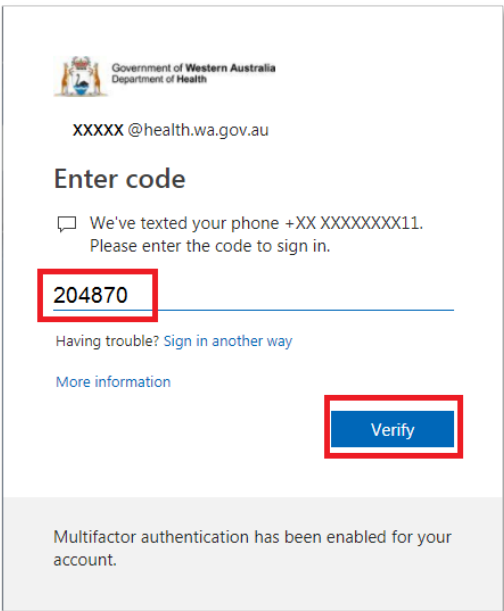 Government of Western Australia
Department of Health
XXXXX @health.wa.gov.au
Enter code
We've texted your phone +XX XXXXXXXX11.
Please enter the code to sign in.
204870
Having trouble? Sign in another way
More information
Verify
Multifactor authentication has been enabled for your
account.